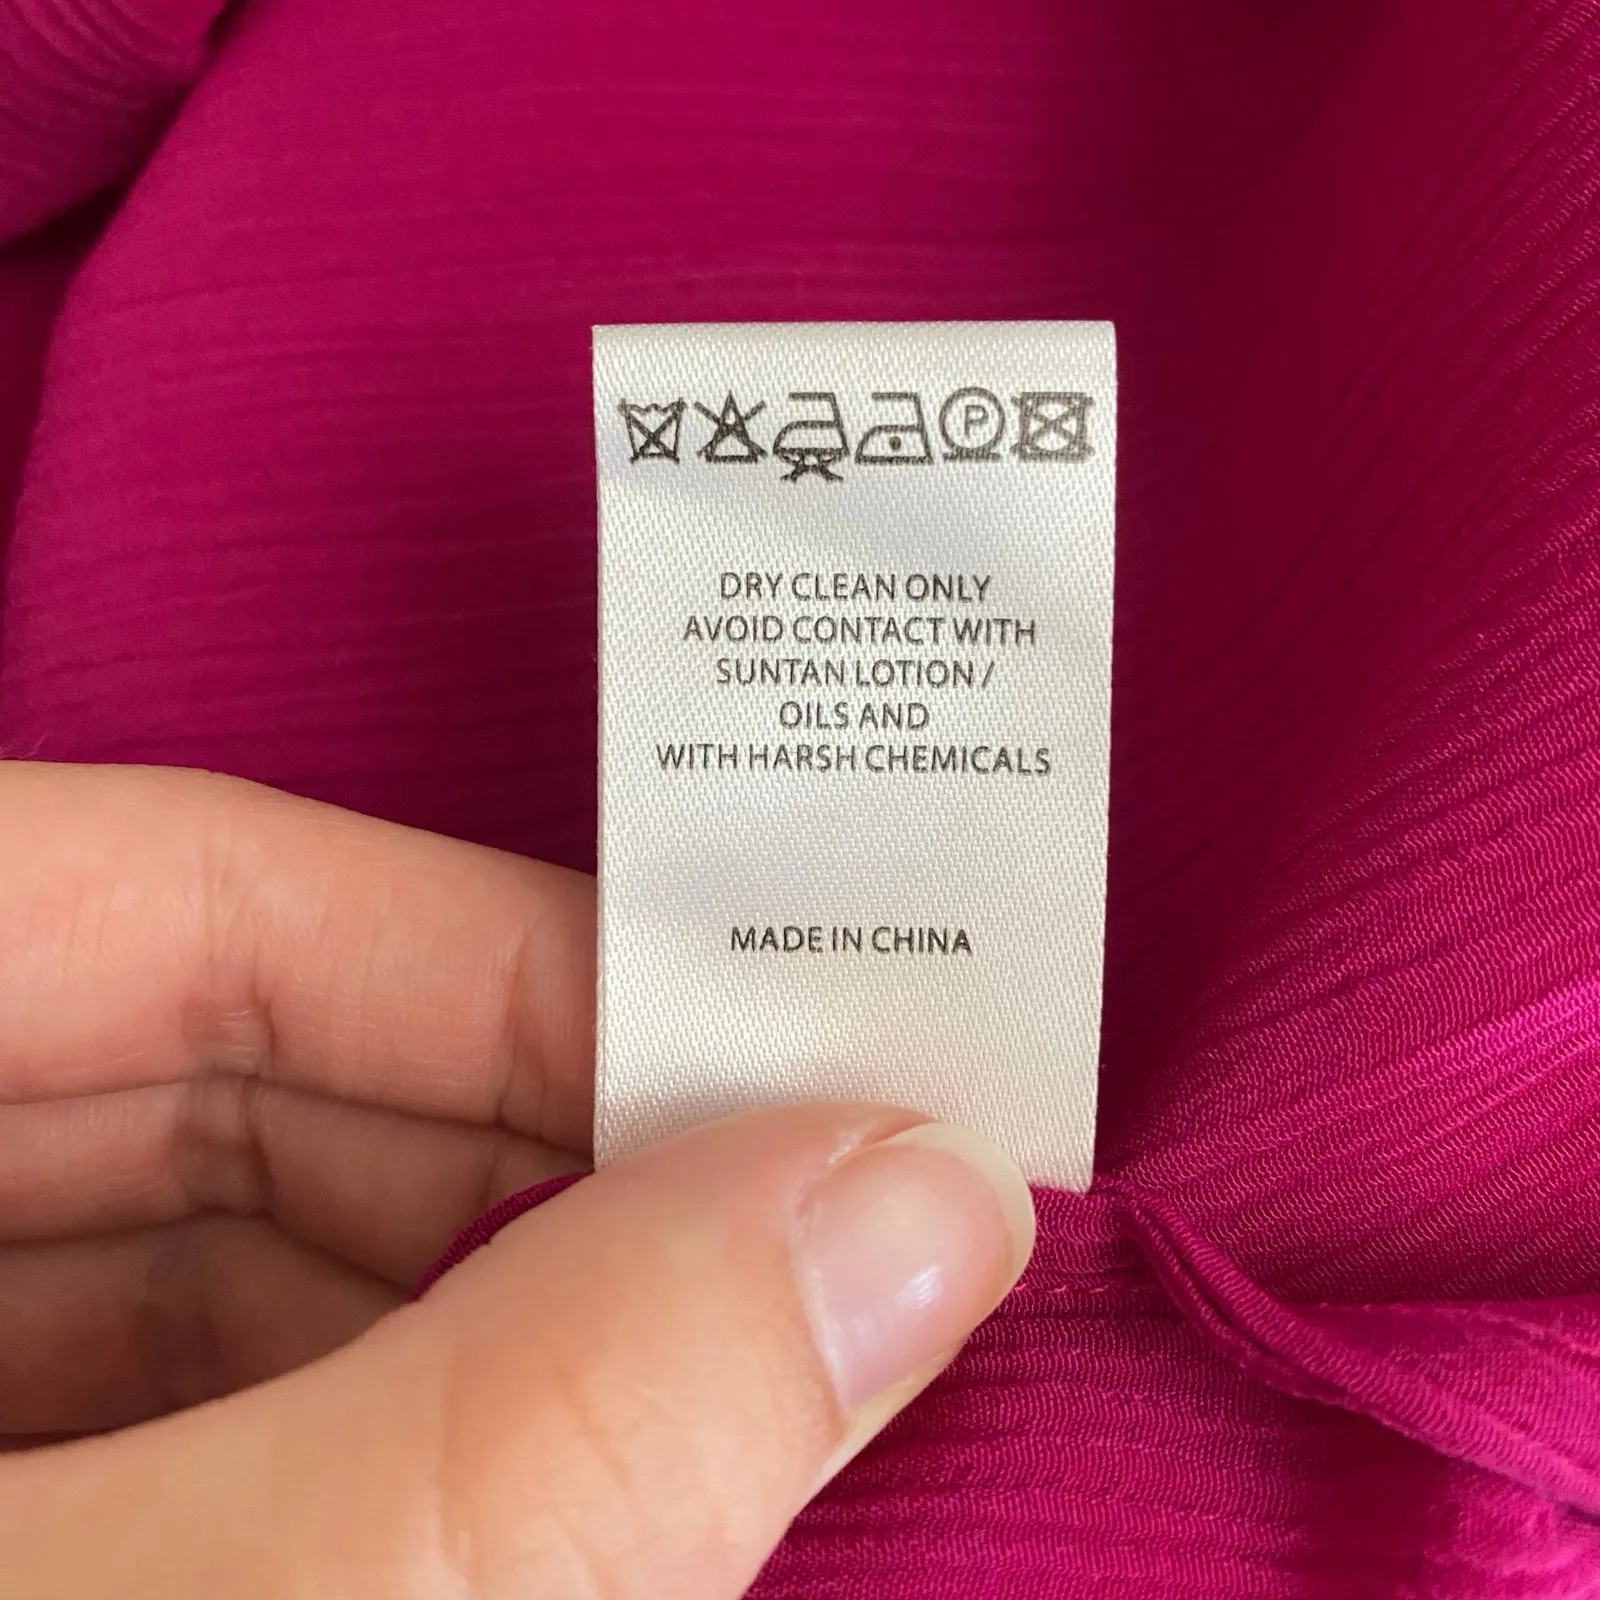 P
DRY CLEAN ONLY
AVOID CONTACT WITH
SUNTAN LOTION /
OILS AND
WITH HARSH CHEMICALS
MADE IN CHINA